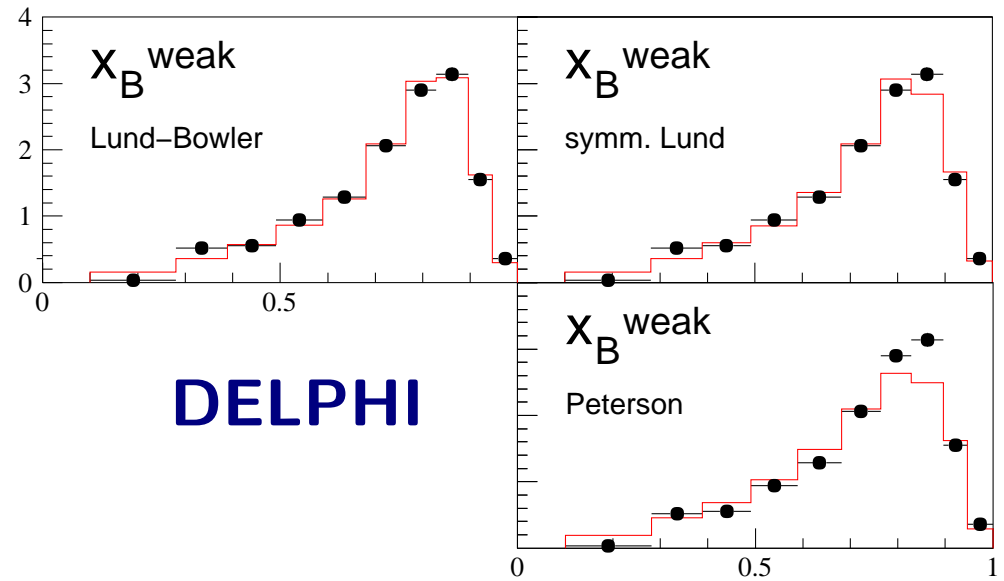 4
3
2
1
0
x_B^weak
Lund–Bowler
0
0.5
x_B^weak
symm. Lund
DELPHI
x_B^weak
Peterson
0.5
1